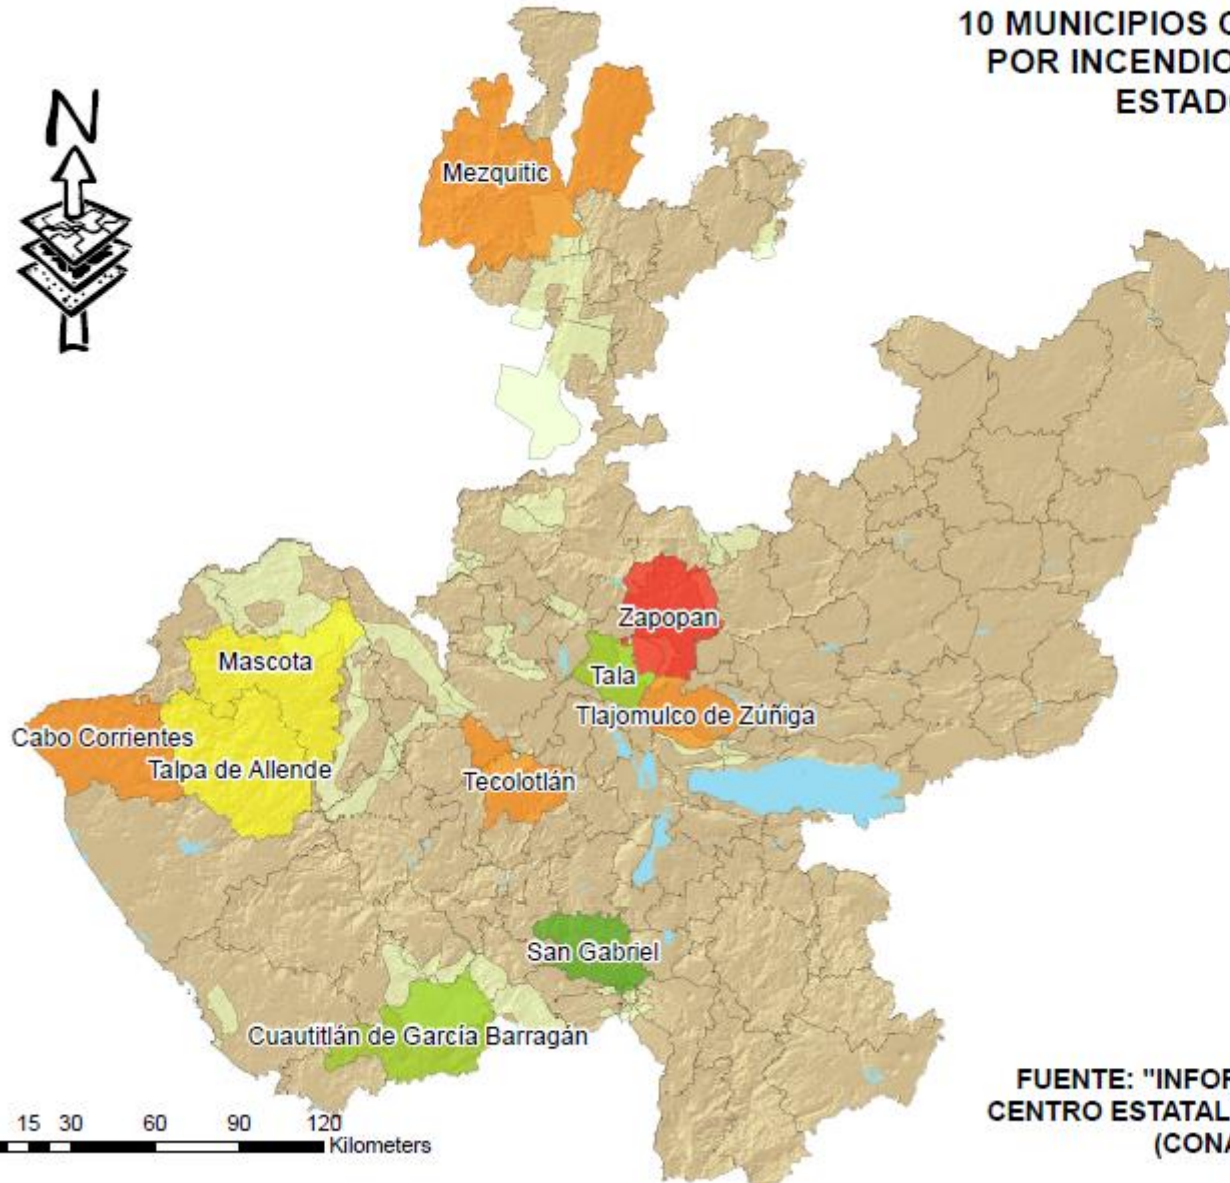 10 MUNICIPIOS
POR INCENDIO
ESTADO
N
Mezquitic
Zapopan
Mascota
Tala
Tlajomulco de Zúñiga
Cabo Corrientes
Talpa de Allende
Tecolotlán
San Gabriel
Cuautitlán de García Barragán
FUENTE: "INFOR
CENTRO ESTATAL
(CONA
15 30 60 90 120
Kilometers